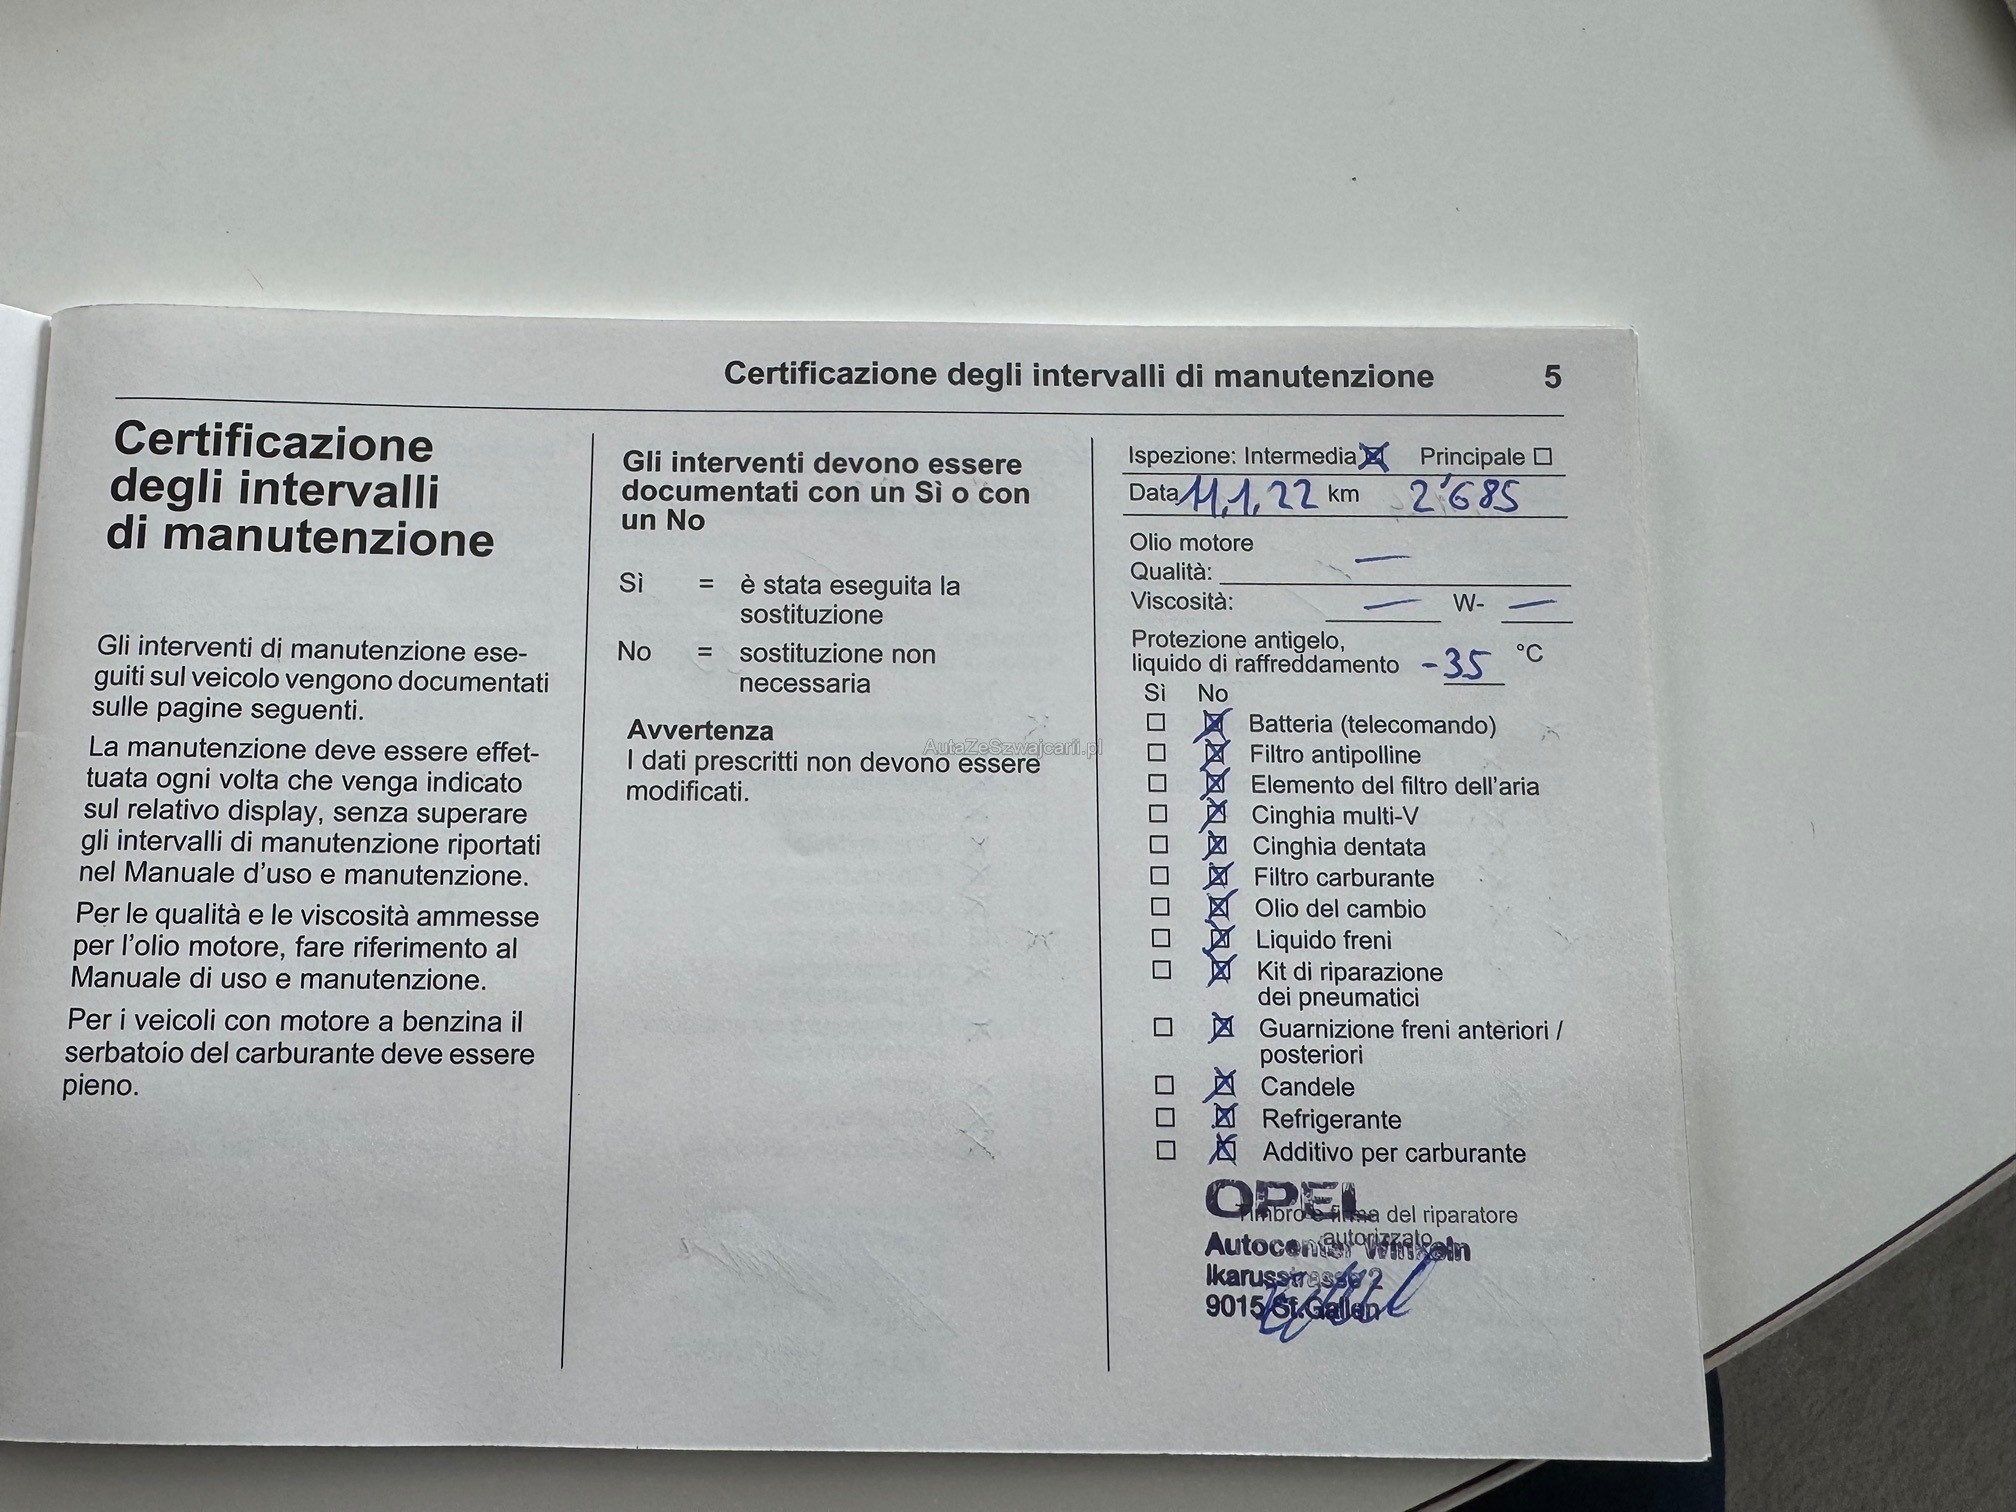 Certificazione degli intervalli di manutenzione 5
Certificazione
degli intervalli
di manutenzione
Gli interventi di manutenzione ese-
guiti sul veicolo vengono documentati
sulle pagine seguenti.
La manutenzione deve essere effet-
tuata ogni volta che venga indicato
sul relativo display, senza superare
gli intervalli di manutenzione riportati
nel Manuale d'uso e manutenzione.
Per le qualità e le viscosità ammesse
per l'olio motore, fare riferimento al
Manuale di uso e manutenzione.
Per i veicoli con motore a benzina il
serbatoio del carburante deve essere
pieno.
Gli interventi devono essere
documentati con un Sì o con
un No
Sì = è stata eseguita la
sostituzione
No = sostituzione non
necessaria
Avvertenza
I dati prescritti non devono essere
modificati.
AutaZeSzwajcarii.pl
Ispezione: Intermedia Principale
Data 11.1.22 km 2'685
Olio motore
Qualità: —
Viscosità: — W- —
Protezione antigelo,
liquido di raffreddamento -35 °C
Sì No
Batteria (telecomando)
Filtro antipolline
Elemento del filtro dell'aria
Cinghia multi-V
Cinghia dentata
Filtro carburante
Olio del cambio
Liquido freni
Kit di riparazione
dei pneumatici
Guarnizione freni anteriori /
posteriori
Candele
Refrigerante
Additivo per carburante
OPEL
Timbro e firma del riparatore
autorizzato
Autocenter Winkeln
Ikarusstrasse 2
9015 St.Gallen